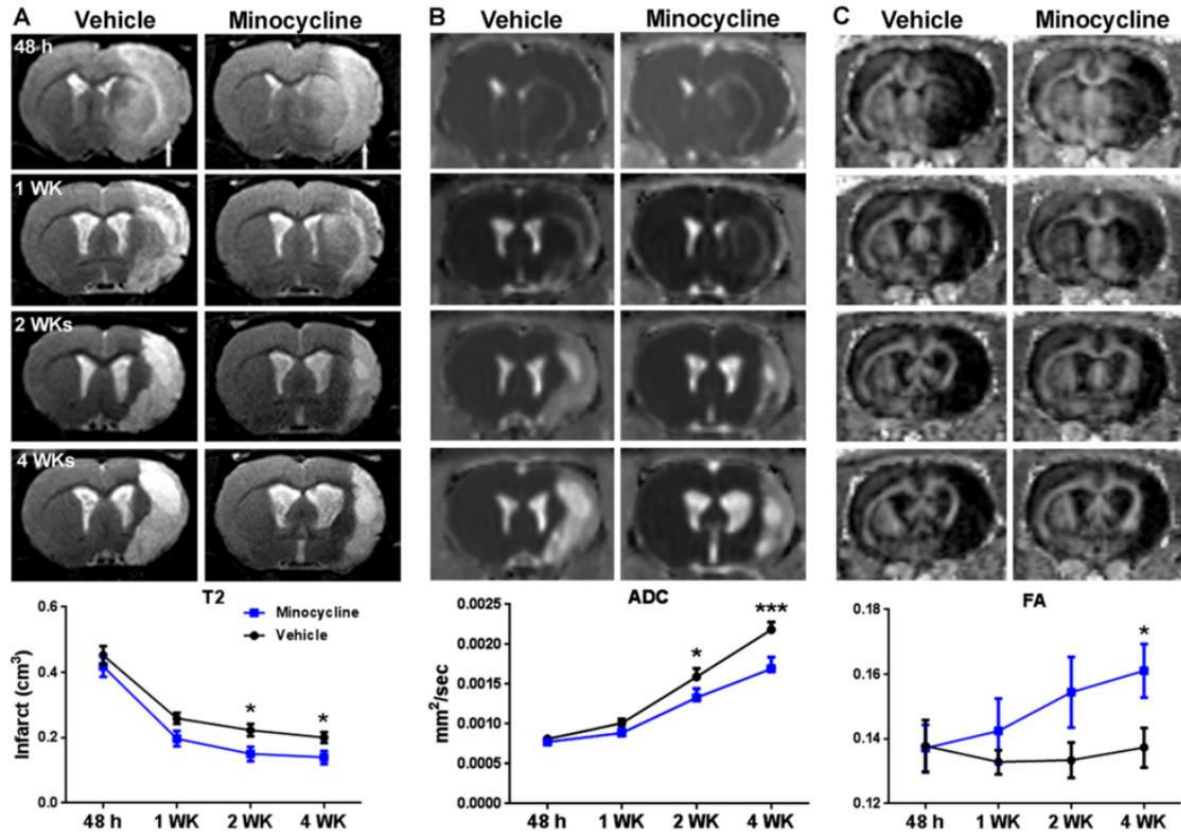 A Vehicle Minocycline
B Vehicle Minocycline
C Vehicle Minocycline
48 h
1 WK
2 WKs
4 WKs
T2
Minocycline
Vehicle
Infarct (cm³)
0.6
0.4
0.2
0.0
48 h 1 WK 2 WK 4 WK
* *
ADC
mm²/sec
0.0025
0.0020
0.0015
0.0010
0.0005
0.0000
48 h 1 WK 2 WK 4 WK
* ***
FA
0.18
0.16
0.14
0.12
48 h 1 WK 2 WK 4 WK
*